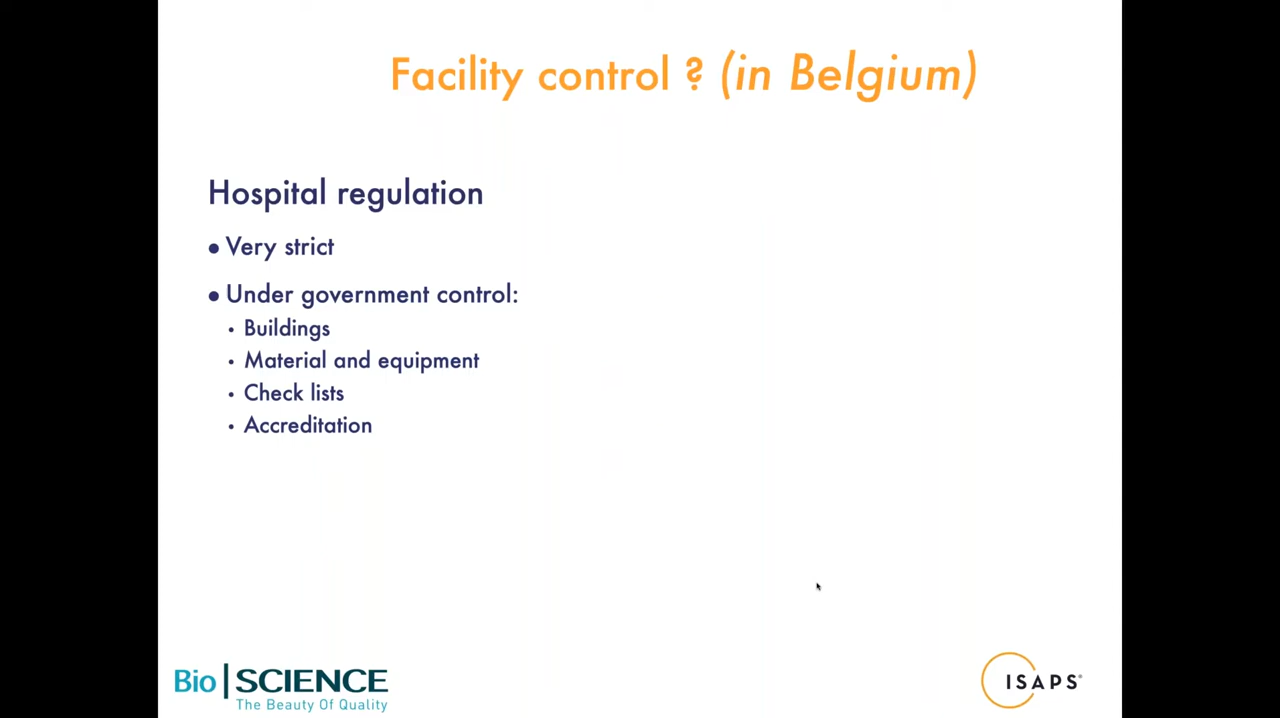 Facility control ? (in Belgium)
Hospital regulation
• Very strict
• Under government control:
• Buildings
• Material and equipment
• Check lists
• Accreditation
Bio|SCIENCE
The Beauty Of Quality
ISAPS®